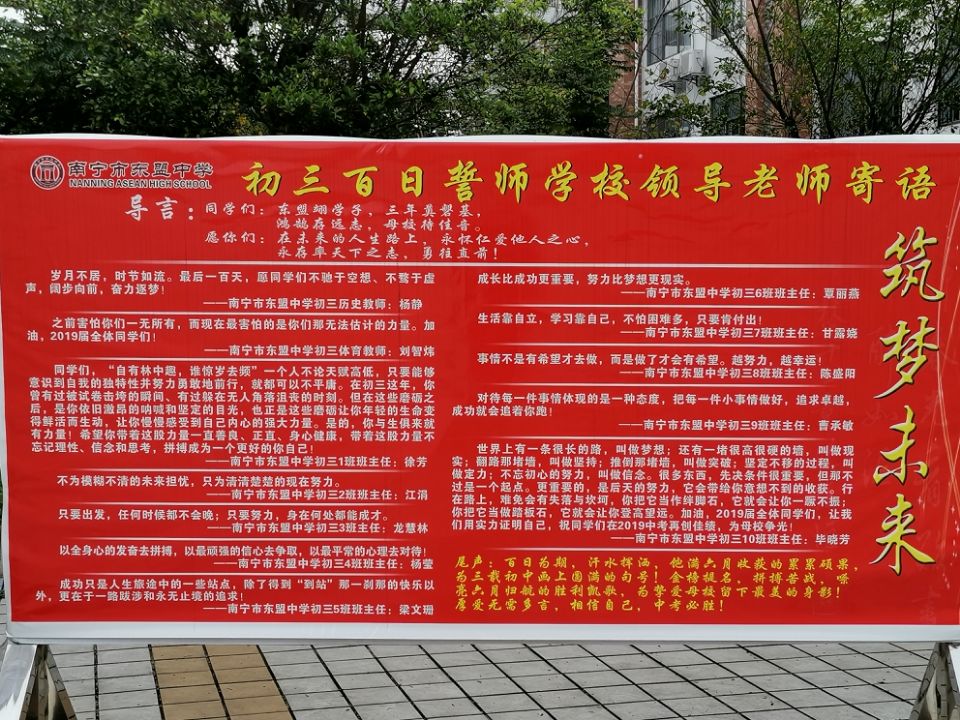 南宁市东盟中学
NANNING ASEAN HIGH SCHOOL
初三百日誓师学校领导老师寄语
导言：同学们：东盟翊学子，三年奠磐基，
鸿鹄存远志，母校待佳音。
愿你们：在未来的人生路上，永怀仁爱他人之心，
永存率天下之志，勇往直前！
岁月不居，时节如流。最后一百天，愿同学们不驰于空想、不骛于虚
声，阔步向前，奋力逐梦！
——南宁市东盟中学初三历史教师：杨静
之前害怕你们一无所有，而现在最害怕的是你们那无法估计的力量。加
油，2019届全体同学们！
——南宁市东盟中学初三体育教师：刘智炜
同学们，“自有林中趣，谁惊岁去频”一个人不论天赋高低，只要能够
意识到自我的独特性并努力勇敢地前行，就都可以不平庸。在初三这年，你
曾有过被试卷击垮的瞬间、有过躲在无人角落沮丧的时刻。但在这些磨砺之
后，是你依旧激昂的呐喊和坚定的目光，也正是这些磨砺让你年轻的生命变
得鲜活而生动，让你慢慢感受到自己内心的强大力量。是的，你与生俱来就
有力量！希望你带着这股力量一直善良、正直、身心健康，带着这股力量不
忘记理性、信念和思考，拼搏成为一个更好的你自己！
——南宁市东盟中学初三1班班主任：徐芳
不为模糊不清的未来担忧，只为清清楚楚的现在努力。
——南宁市东盟中学初三2班班主任：江涓
只要出发，任何时候都不会晚；只要努力，身在何处都能成才。
——南宁市东盟中学初三3班班主任：龙慧林
以全身心的发奋去拼搏，以最顽强的信心去争取，以最平常的心理去对待！
——南宁市东盟中学初三4班班主任：杨莹
成功只是人生旅途中的一些站点，除了得到“到站”那一刹那的快乐以
外，更在于一路跋涉和永无止境的追求！
——南宁市东盟中学初三5班班主任：梁文珊
成长比成功更重要，努力比梦想更现实。
——南宁市东盟中学初三6班班主任：覃丽燕
生活靠自立，学习靠自己，不怕困难多，只要肯付出！
——南宁市东盟中学初三7班班主任：甘露娆
事情不是有希望才去做，而是做了才会有希望。越努力，越幸运！
——南宁市东盟中学初三8班班主任：陈盛阳
对待每一件事情体现的是一种态度，把每一件小事情做好，追求卓越，
成功就会追着你跑！
——南宁市东盟中学初三9班班主任：曹承敏
世界上有一条很长的路，叫做梦想；还有一堵很高很硬的墙，叫做现
实；翻路那堵墙，叫做坚持；推倒那堵墙，叫做突破；坚定不移的过程，叫
做定力；不忘初心的努力，叫做信念。很多东西，先决条件很重要，但那不
过是一个起点。更重要的，是后天的努力，它会带给你意想不到的收获。行
在路上，难免会有失落与坎坷，你把它当作绊脚石，它就会让你一蹶不振；
你把它当做踏板石，它就会让你登高望远。加油，2019届全体同学们，让我
们用实力证明自己，祝同学们在2019中考再创佳绩，为母校争光！
——南宁市东盟中学初三10班班主任：毕晓芳
尾声：百日为期，汗水挥洒，他满六月收获的累累硕果，
为三载初中画上圆满的句号！金榜提名，拼搏苦战，嘹
亮六月归航的胜利凯歌，为挚爱母校留下最美的身影！
厚爱无需多言，相信自己，中考必胜！
筑梦未来